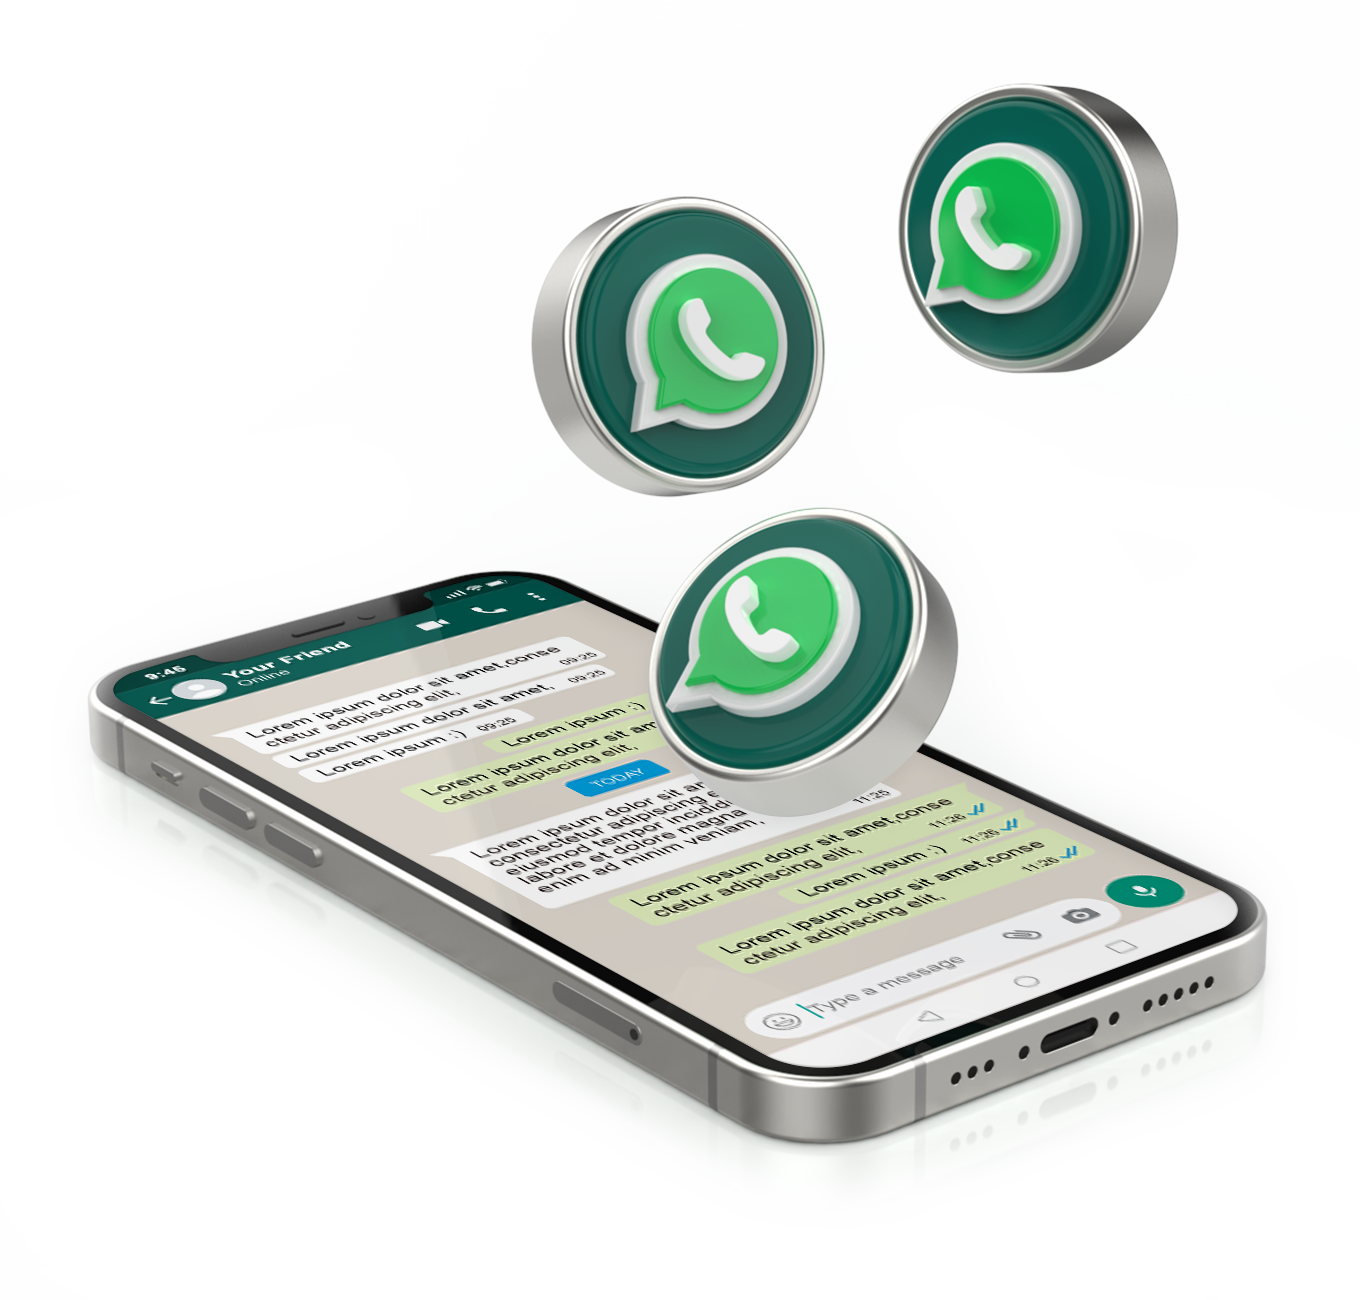 9:45
Your Friend
Online
Lorem ipsum dolor sit amet,conse
ctetur adipiscing elit,
09:25
Lorem ipsum dolor sit amet,
09:25
Lorem ipsum :)
09:25
Lorem ipsum :)
Lorem ipsum dolor sit am
ctetur adipiscing elit,
TODAY
Lorem ipsum dolor sit ar
consectetur adipiscing e
eiusmod tempor incidid
labore et dolore magna
enim ad minim veniam,
11:25
Lorem ipsum dolor sit amet,conse
ctetur adipiscing elit,
11:26
Lorem ipsum :)
11:26
Lorem ipsum dolor sit amet,conse
ctetur adipiscing elit,
11:26
Type a message